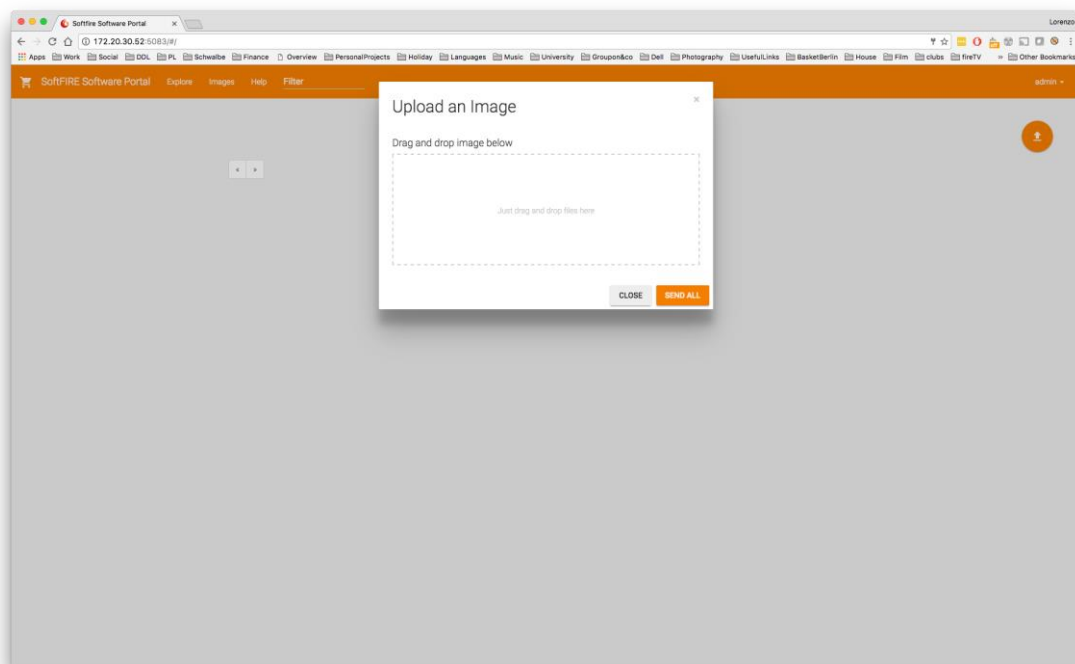 Softfire Software Portal
Lorenzo
172.20.30.52:5083/#/
Apps Work Social DDL PL Schwalbe Finance Overview PersonalProjects Holiday Languages Music University Groupon&co Dell Photography UsefulLinks BasketBerlin House Film clubs fireTV » Other Bookmarks
SoftFIRE Software Portal Explore Images Help Filter admin
Upload an Image
×
Drag and drop image below
Just drag and drop files here
CLOSE SEND ALL